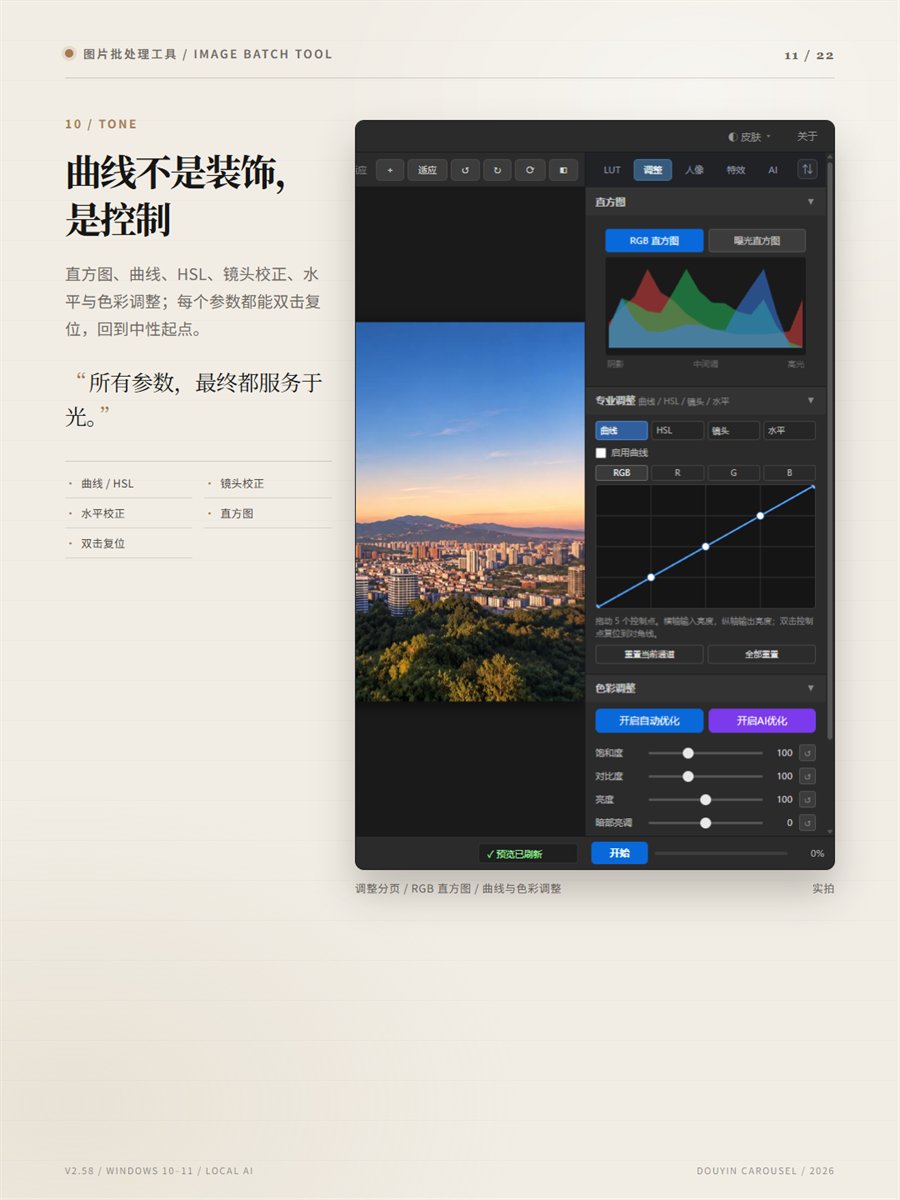 图片批处理工具 / IMAGE BATCH TOOL
11 / 22
10 / TONE
曲线不是装饰,
是控制
直方图、曲线、HSL、镜头校正、水
平与色彩调整；每个参数都能双击复
位，回到中性起点。
“所有参数，最终都服务于
光。”
· 曲线 / HSL
· 镜头校正
· 水平校正
· 直方图
· 双击复位
皮肤
关于
+ 适应
LUT 调整 人像 特效 AI
直方图
RGB 直方图 曝光直方图
阴影 中间调 高光
专业调整 曲线 / HSL / 镜头 / 水平
曲线 HSL 镜头 水平
启用曲线
RGB R G B
拖动 5 个控制点。横轴输入亮度，纵轴输出亮度；双击控制
点复位到对角线。
重置当前通道 全部重置
色彩调整
开启自动优化 开启AI优化
饱和度 100
对比度 100
亮度 100
暗部亮调 0
✓ 预览已刷新
开始
0%
调整分页 / RGB 直方图 / 曲线与色彩调整
实拍
V2.58 / WINDOWS 10–11 / LOCAL AI
DOUYIN CAROUSEL / 2026